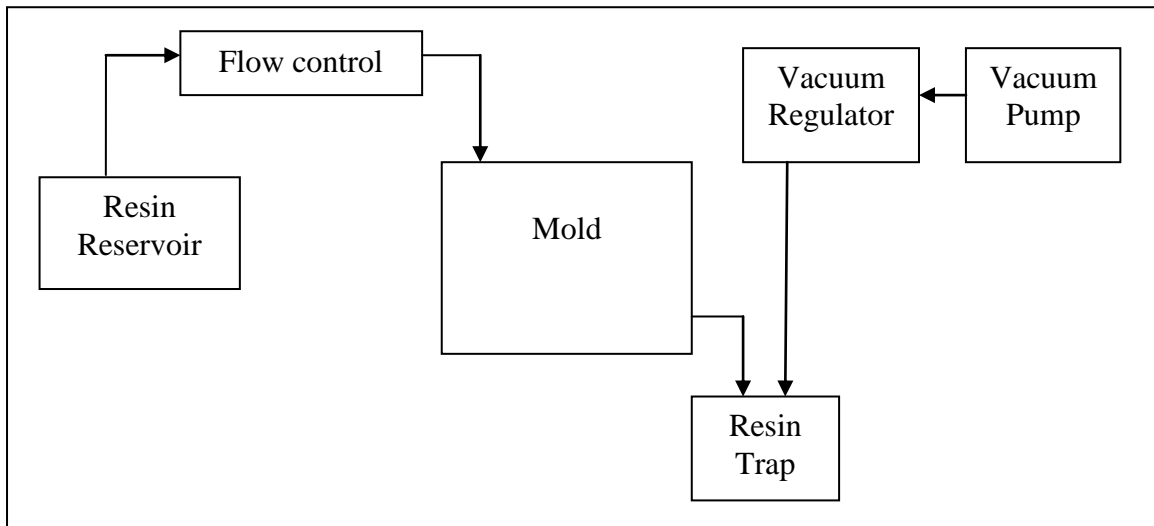 Flow control
Vacuum
Regulator
Vacuum
Pump
Resin
Reservoir
Mold
Resin
Trap